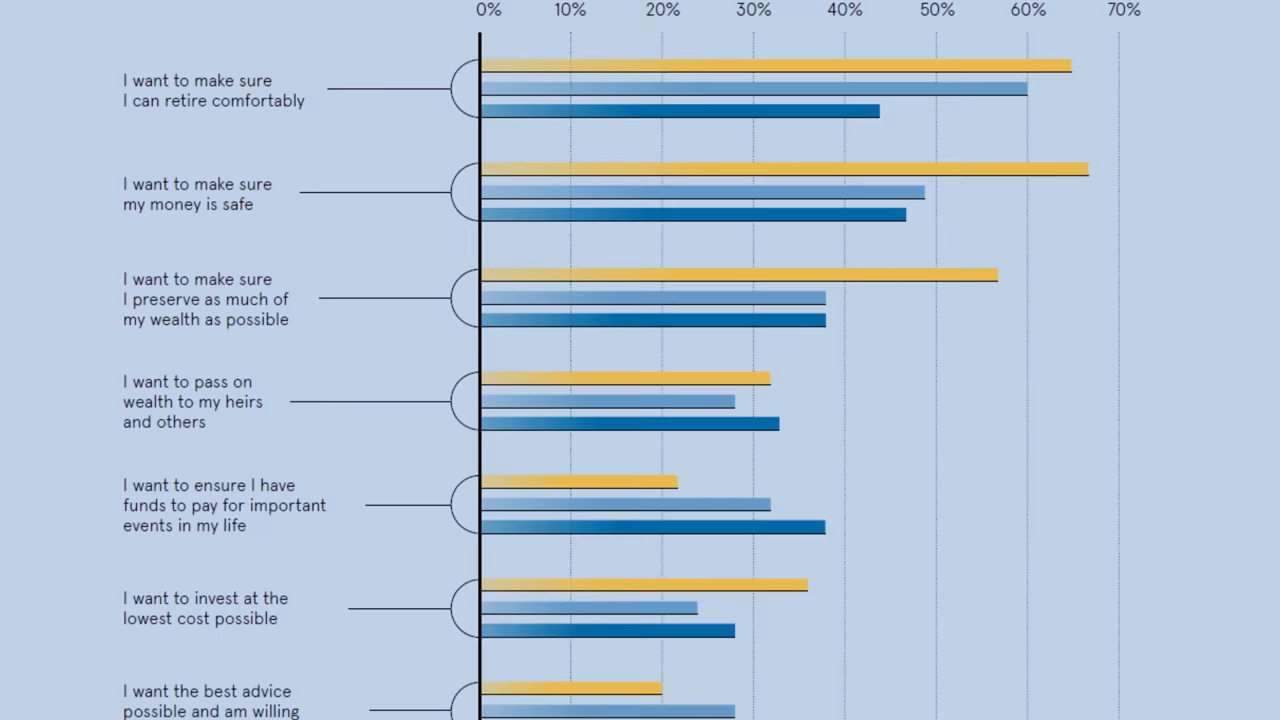 0% 10% 20% 30% 40% 50% 60% 70%
I want to make sure
I can retire comfortably
I want to make sure
my money is safe
I want to make sure
I preserve as much of
my wealth as possible
I want to pass on
wealth to my heirs
and others
I want to ensure I have
funds to pay for important
events in my life
I want to invest at the
lowest cost possible
I want the best advice
possible and am willing